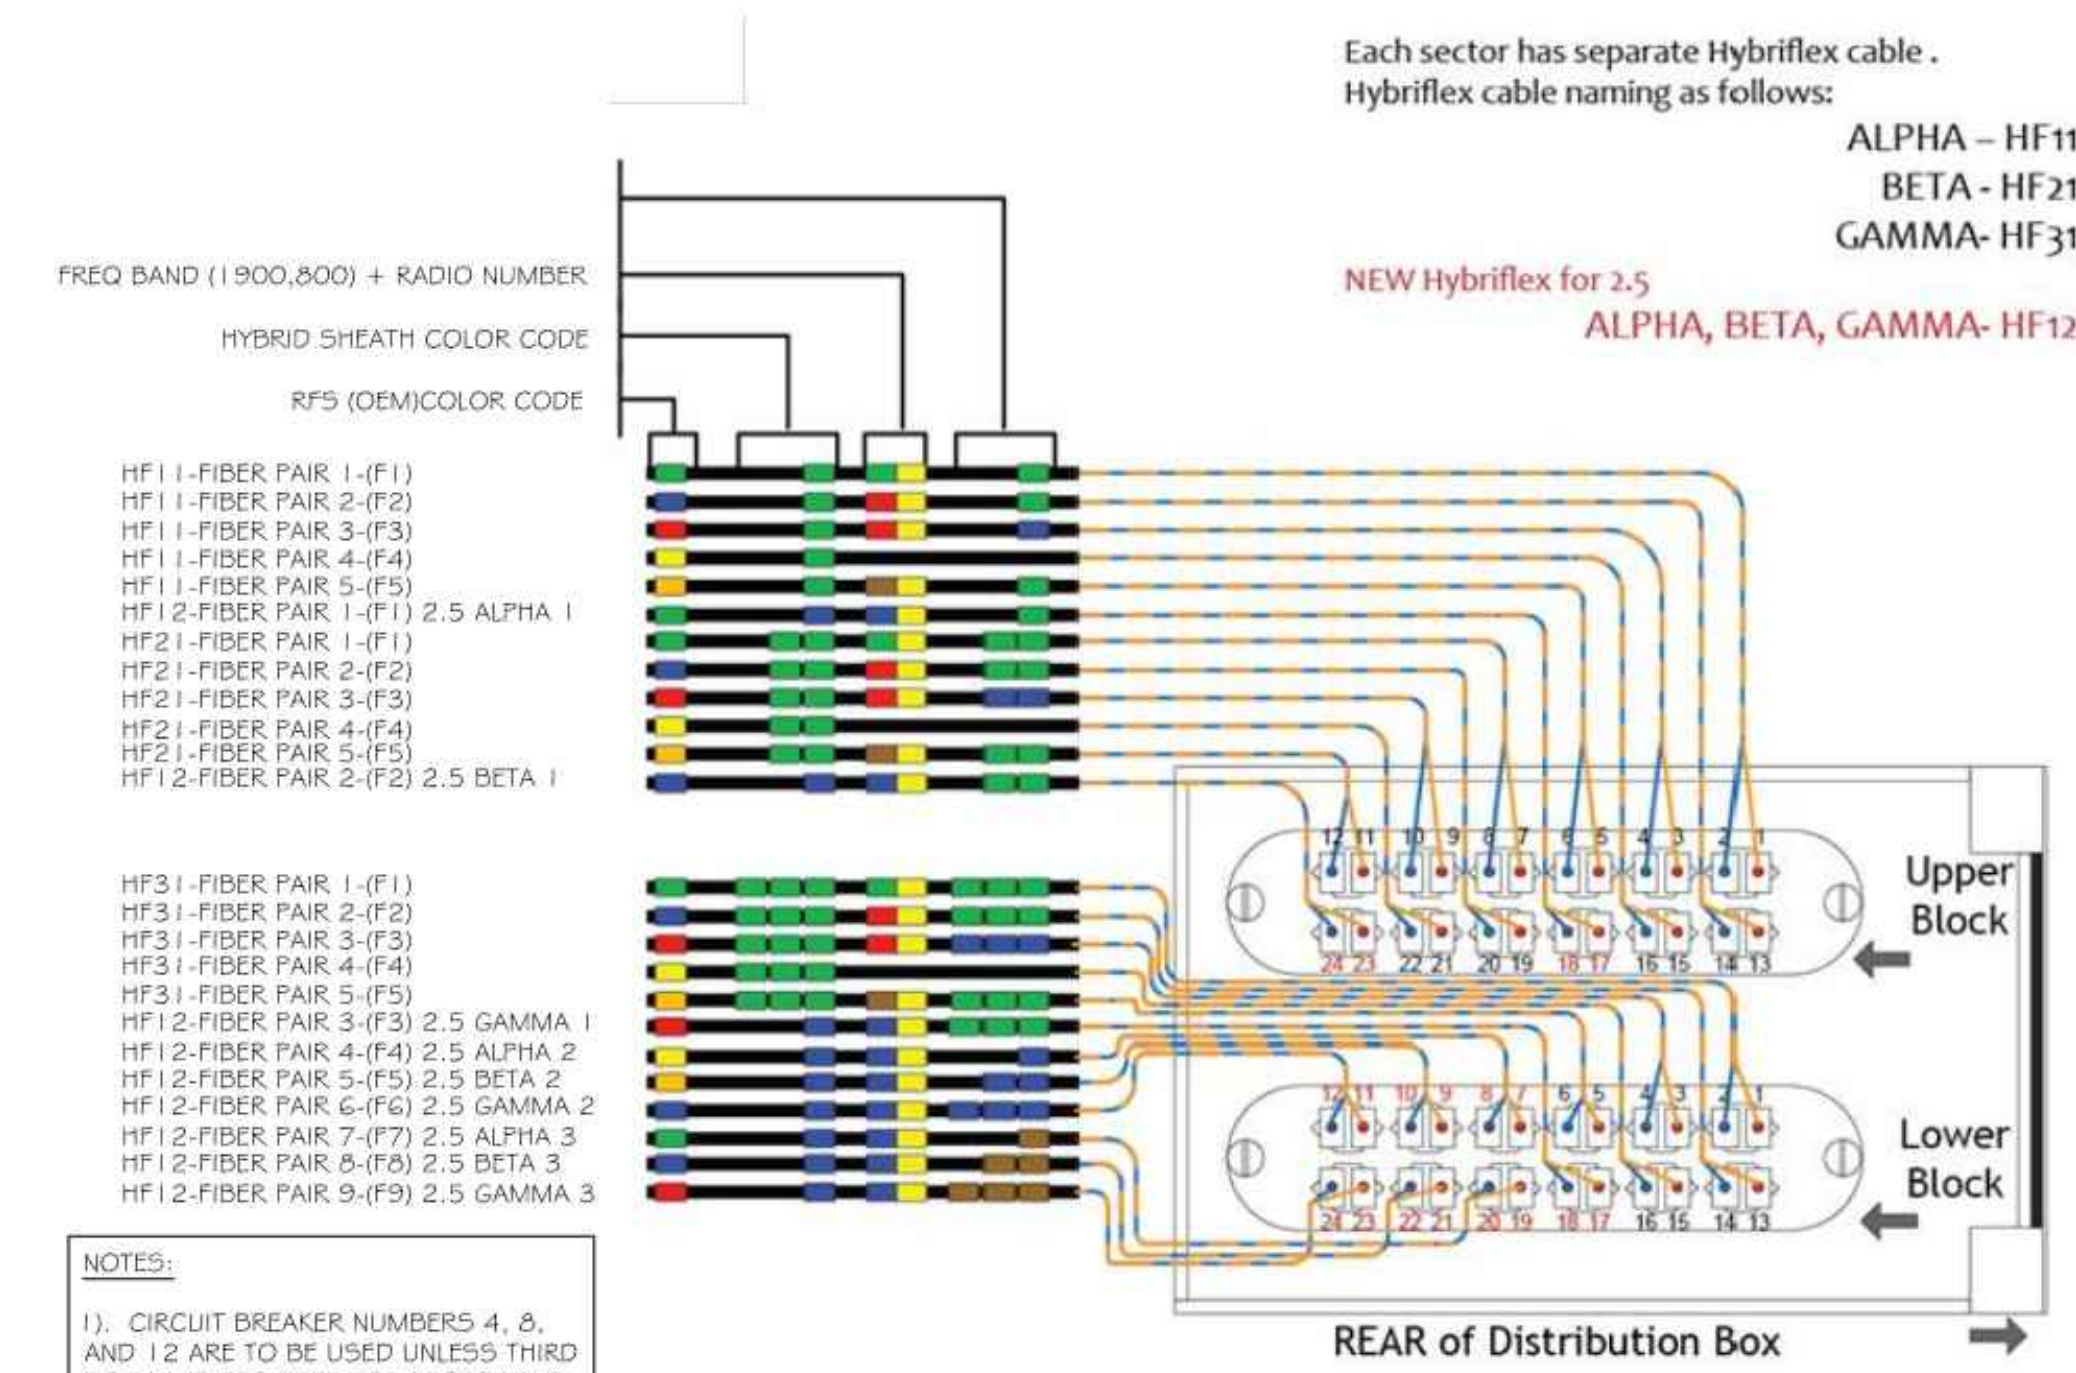 Each sector has separate Hybriflex cable .
Hybriflex cable naming as follows:
ALPHA – HF11
BETA - HF21
GAMMA- HF31
NEW Hybriflex for 2.5
ALPHA, BETA, GAMMA- HF12
FREQ BAND (1900,800) + RADIO NUMBER
HYBRID SHEATH COLOR CODE
RFS (OEM)COLOR CODE
HF11-FIBER PAIR 1-(F1)
HF11-FIBER PAIR 2-(F2)
HF11-FIBER PAIR 3-(F3)
HF11-FIBER PAIR 4-(F4)
HF11-FIBER PAIR 5-(F5)
HF12-FIBER PAIR 1-(F1) 2.5 ALPHA 1
HF21-FIBER PAIR 1-(F1)
HF21-FIBER PAIR 2-(F2)
HF21-FIBER PAIR 3-(F3)
HF21-FIBER PAIR 4-(F4)
HF21-FIBER PAIR 5-(F5)
HF12-FIBER PAIR 2-(F2) 2.5 BETA 1
12 11 10 9 8 7 6 5 4 3 2 1
Upper
Block
24 23 22 21 20 19 18 17 16 15 14 13
HF31-FIBER PAIR 1-(F1)
HF31-FIBER PAIR 2-(F2)
HF31-FIBER PAIR 3-(F3)
HF31-FIBER PAIR 4-(F4)
HF31-FIBER PAIR 5-(F5)
HF12-FIBER PAIR 3-(F3) 2.5 GAMMA 1
HF12-FIBER PAIR 4-(F4) 2.5 ALPHA 2
HF12-FIBER PAIR 5-(F5) 2.5 BETA 2
HF12-FIBER PAIR 6-(F6) 2.5 GAMMA 2
HF12-FIBER PAIR 7-(F7) 2.5 ALPHA 3
HF12-FIBER PAIR 8-(F8) 2.5 BETA 3
HF12-FIBER PAIR 9-(F9) 2.5 GAMMA 3
12 11 10 9 8 7 6 5 4 3 2 1
Lower
Block
24 23 22 21 20 19 18 17 16 15 14 13
REAR of Distribution Box
NOTES:
1). CIRCUIT BREAKER NUMBERS 4, 8,
AND 12 ARE TO BE USED UNLESS THIRD